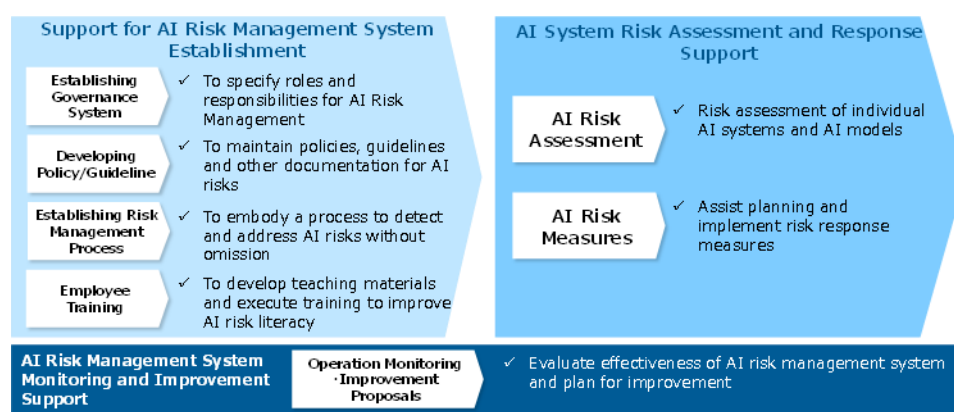 Support for AI Risk Management System
Establishment
Establishing
Governance
System
✓ To specify roles and
responsibilities for AI Risk
Management
Developing
Policy/Guideline
✓ To maintain policies, guidelines
and other documentation for AI
risks
Establishing Risk
Management
Process
✓ To embody a process to detect
and address AI risks without
omission
Employee
Training
✓ To develop teaching materials
and execute training to improve
AI risk literacy
AI System Risk Assessment and Response
Support
AI Risk
Assessment
✓ Risk assessment of individual
AI systems and AI models
AI Risk
Measures
✓ Assist planning and
implement risk response
measures
AI Risk Management System
Monitoring and Improvement
Support
Operation Monitoring
·Improvement
Proposals
✓ Evaluate effectiveness of AI risk management system
and plan for improvement